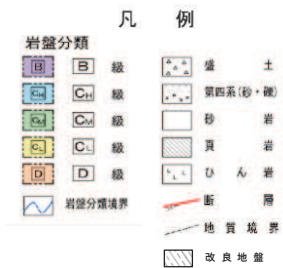 凡 例
岩盤分類
B B 級
CH CH 級
CM CM 級
CL CL 級
D D 級
岩盤分類境界
盛 土
第四系(砂・礫)
砂 岩
頁 岩
ひ ん 岩
断 層
地 質 境 界
改 良 地 盤